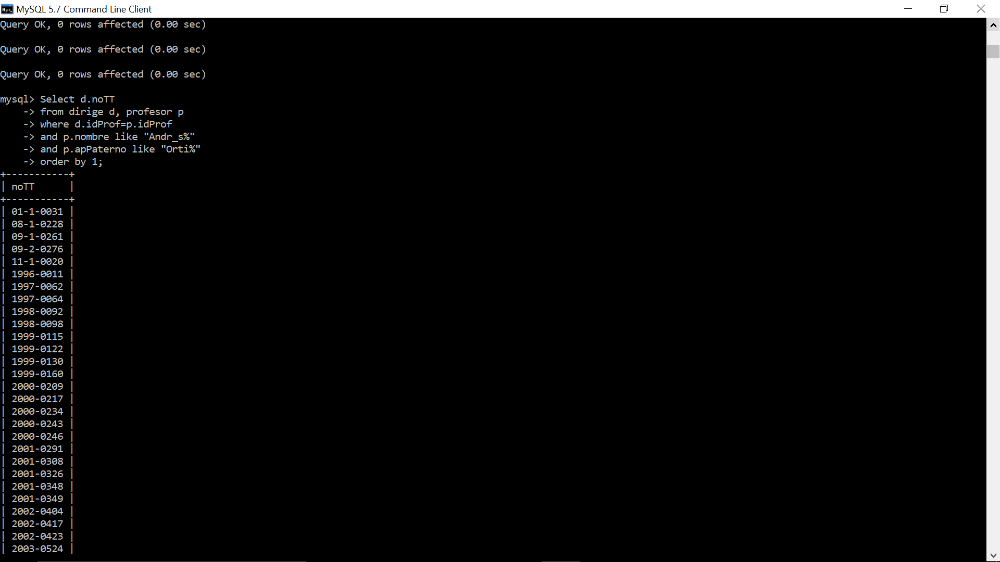 MySQL 5.7 Command Line Client
Query OK, 0 rows affected (0.00 sec)
Query OK, 0 rows affected (0.00 sec)
Query OK, 0 rows affected (0.00 sec)
mysql> Select d.noTT
    -> from dirige d, profesor p
    -> where d.idProf=p.idProf
    -> and p.nombre like "Andr_s%"
    -> and p.apPaterno like "Orti%"
    -> order by 1;
+-----------+
| noTT      |
+-----------+
| 01-1-0031 |
| 08-1-0228 |
| 09-1-0261 |
| 09-2-0276 |
| 11-1-0020 |
| 1996-0011 |
| 1997-0062 |
| 1997-0064 |
| 1998-0092 |
| 1998-0098 |
| 1999-0115 |
| 1999-0122 |
| 1999-0130 |
| 1999-0160 |
| 2000-0209 |
| 2000-0217 |
| 2000-0234 |
| 2000-0243 |
| 2000-0246 |
| 2001-0291 |
| 2001-0308 |
| 2001-0326 |
| 2001-0348 |
| 2001-0349 |
| 2002-0404 |
| 2002-0417 |
| 2002-0423 |
| 2003-0524 |